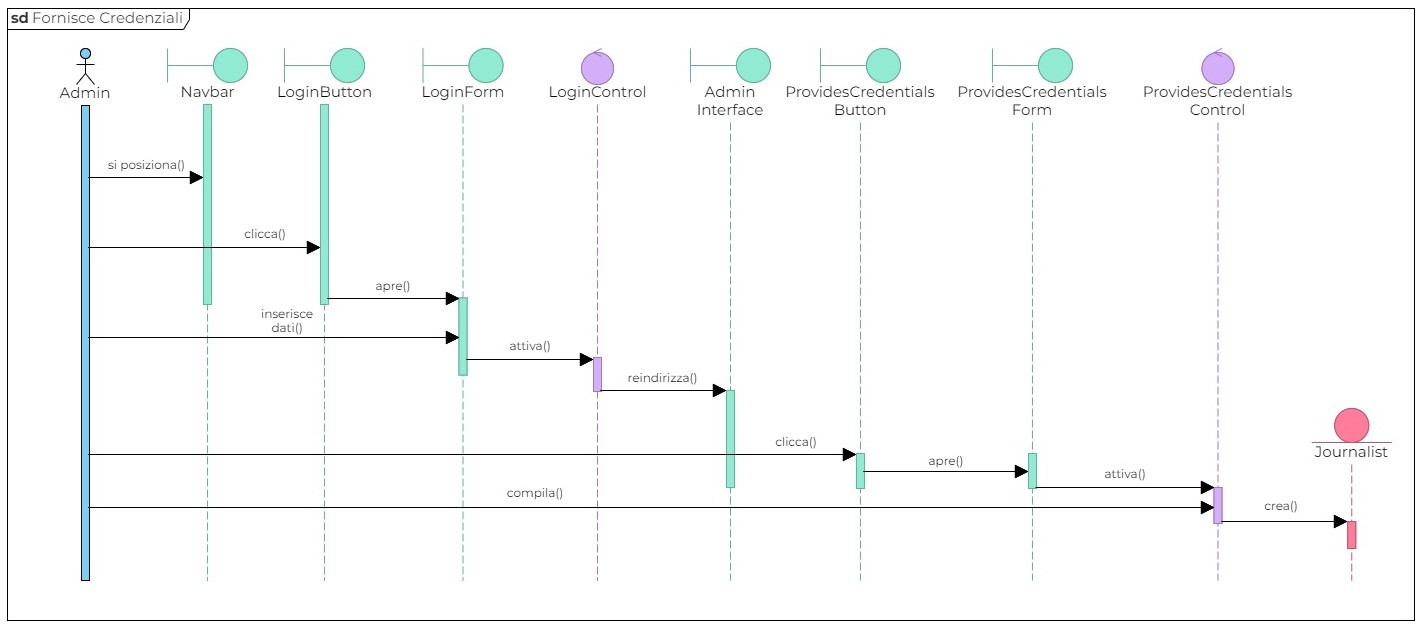 sd Fornisce Credenziali
Admin
Navbar
LoginButton
LoginForm
LoginControl
Admin
Interface
ProvidesCredentials
Button
ProvidesCredentials
Form
ProvidesCredentials
Control
si posiziona()
clicca()
apre()
inserisce
dati()
attiva()
reindirizza()
clicca()
Journalist
apre()
attiva()
compila()
crea()